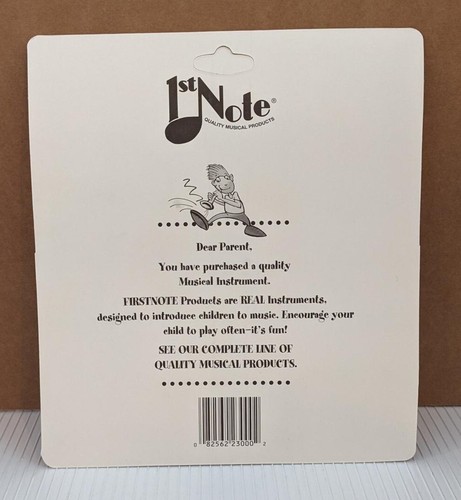 1st Note®
QUALITY MUSICAL PRODUCTS
Dear Parent,
You have purchased a quality
Musical Instrument.
FIRSTNOTE Products are REAL Instruments,
designed to introduce children to music. Encourage your
child to play often-it's fun!
SEE OUR COMPLETE LINE OF
QUALITY MUSICAL PRODUCTS.
0 82562 23000 2